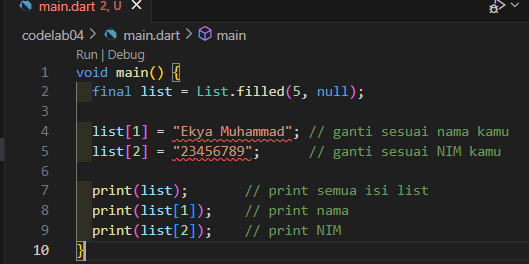 main.dart 2, U
codelab04 > main.dart > main
Run | Debug
1 void main() {
2 final list = List.filled(5, null);
3
4 list[1] = "Ekya Muhammad"; // ganti sesuai nama kamu
5 list[2] = "23456789"; // ganti sesuai NIM kamu
6
7 print(list); // print semua isi list
8 print(list[1]); // print nama
9 print(list[2]); // print NIM
10 }